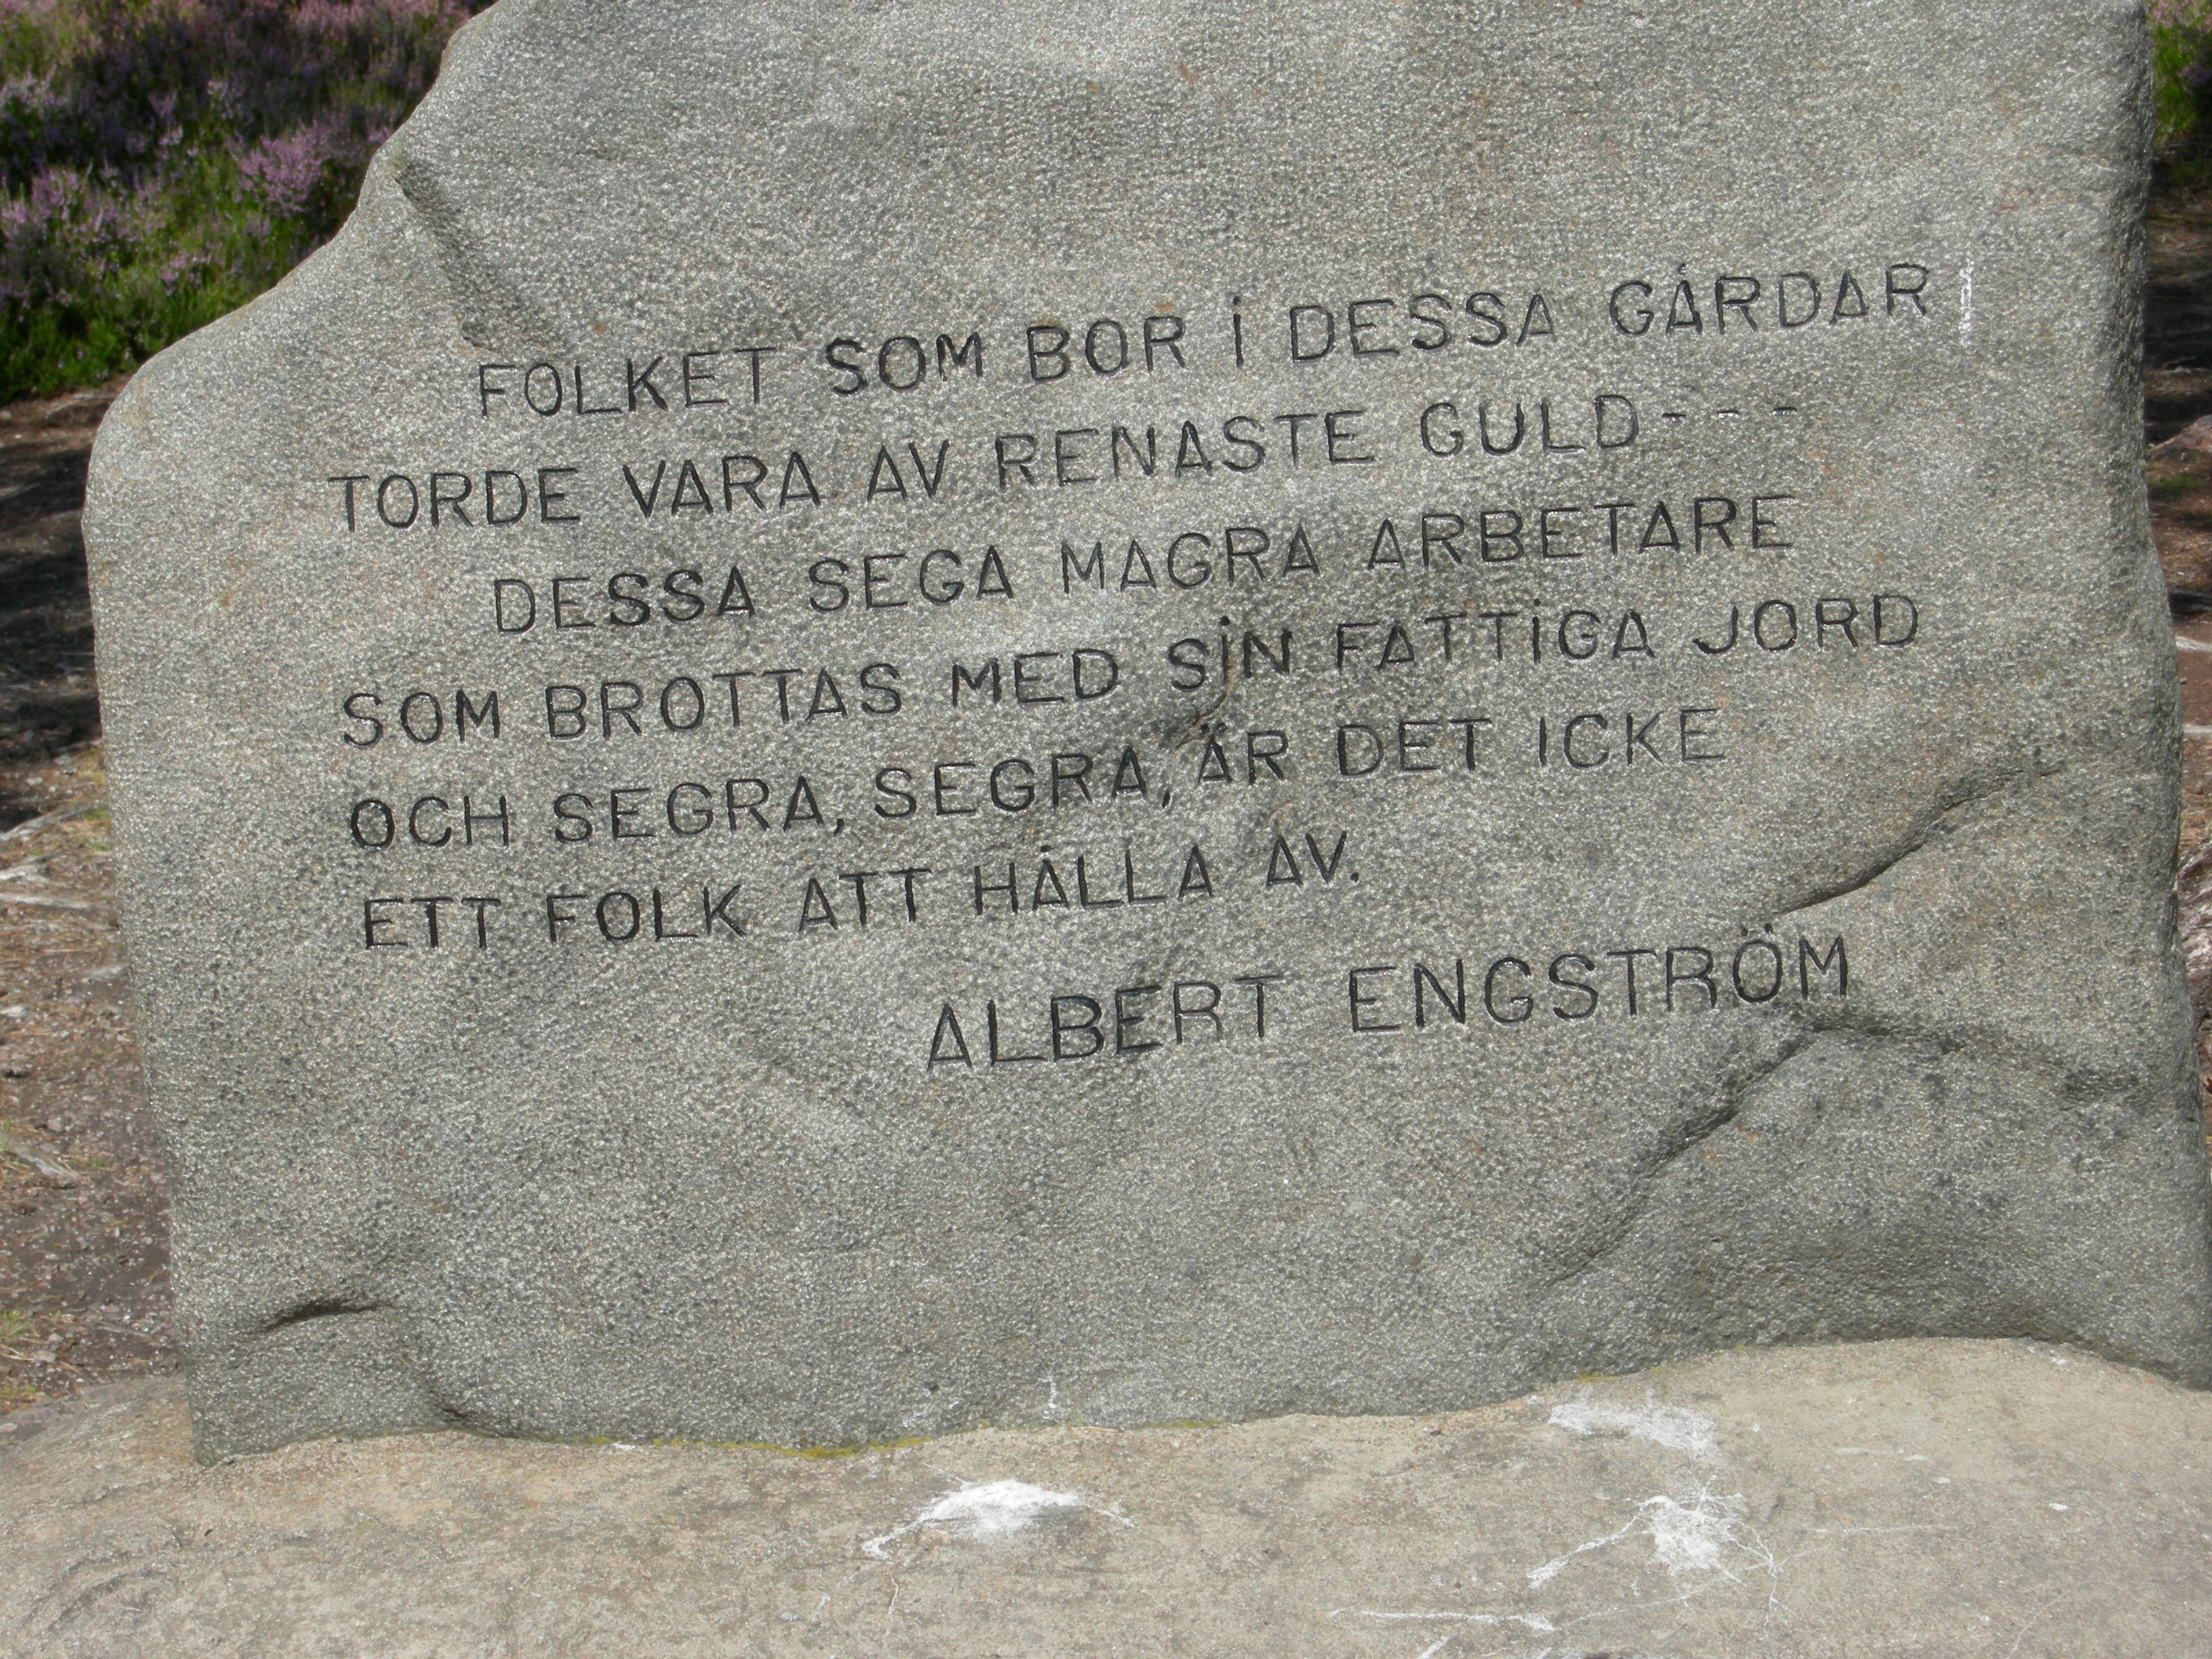 FOLKET SOM BOR i DESSA GÅRDAR
TORDE VARA AV RENASTE GULD---
DESSA SEGA MAGRA ARBETARE
SOM BROTTAS MED SiN FATTiGA JORD
OCH SEGRA, SEGRA, ÄR DET ICKE
ETT FOLK ATT HÅLLA AV.
ALBERT ENGSTRÖM